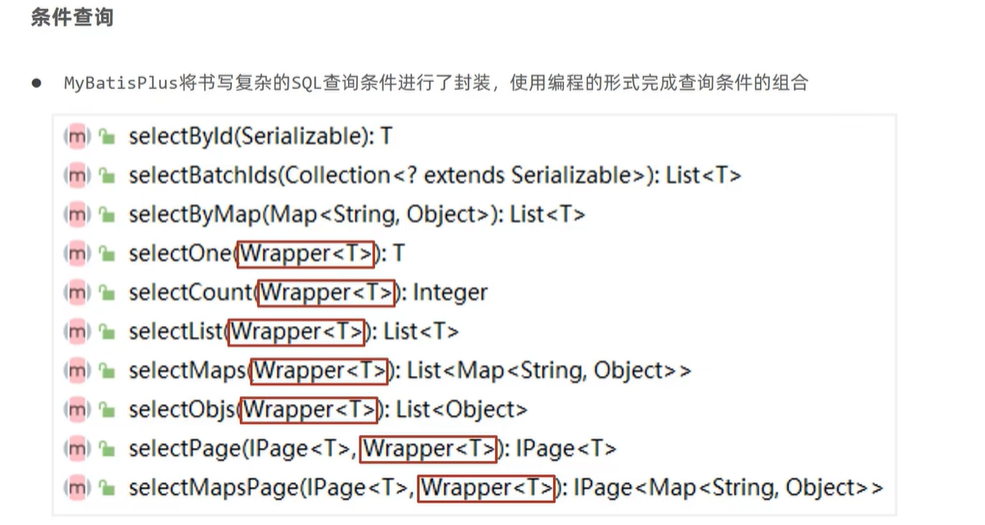 条件查询
● MyBatisPlus将书写复杂的SQL查询条件进行了封装，使用编程的形式完成查询条件的组合
m selectById(Serializable): T
m selectBatchIds(Collection<? extends Serializable>): List<T>
m selectByMap(Map<String, Object>): List<T>
m selectOne(Wrapper<T>): T
m selectCount(Wrapper<T>): Integer
m selectList(Wrapper<T>): List<T>
m selectMaps(Wrapper<T>): List<Map<String, Object>>
m selectObjs(Wrapper<T>): List<Object>
m selectPage(IPage<T>, Wrapper<T>): IPage<T>
m selectMapsPage(IPage<T>, Wrapper<T>): IPage<Map<String, Object>>